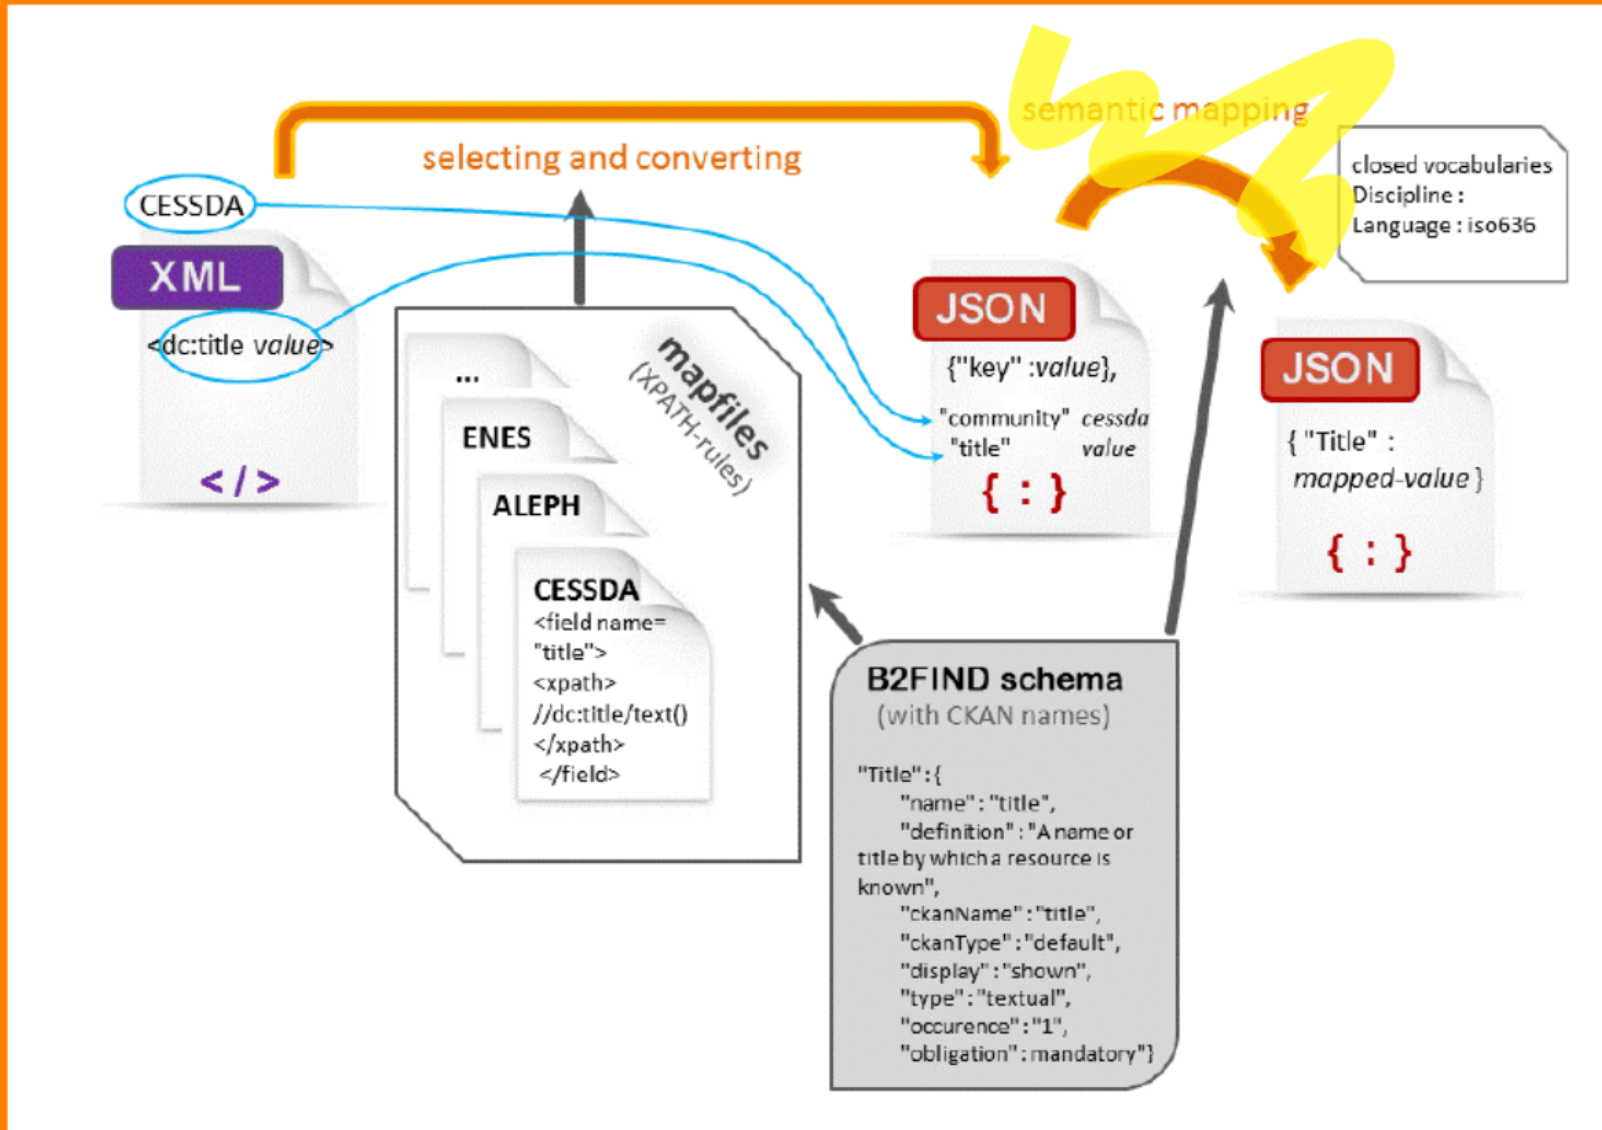 semantic mapping
selecting and converting
closed vocabularies
Discipline :
Language : iso636
CESSDA
XML
<dc:title value>
</>
mapfiles
(XPATH-rules)
...
ENES
ALEPH
CESSDA
<field name=
"title">
<xpath>
//dc:title/text()
</xpath>
</field>
JSON
{"key" :value},
"community" cessda
"title" value
{ : }
JSON
{ "Title" :
mapped-value }
{ : }
B2FIND schema
(with CKAN names)
"Title":{
"name": "title",
"definition": "A name or
title by which a resource is
known",
"ckanName": "title",
"ckanType": "default",
"display": "shown",
"type": "textual",
"occurence": "1",
"obligation": mandatory"}